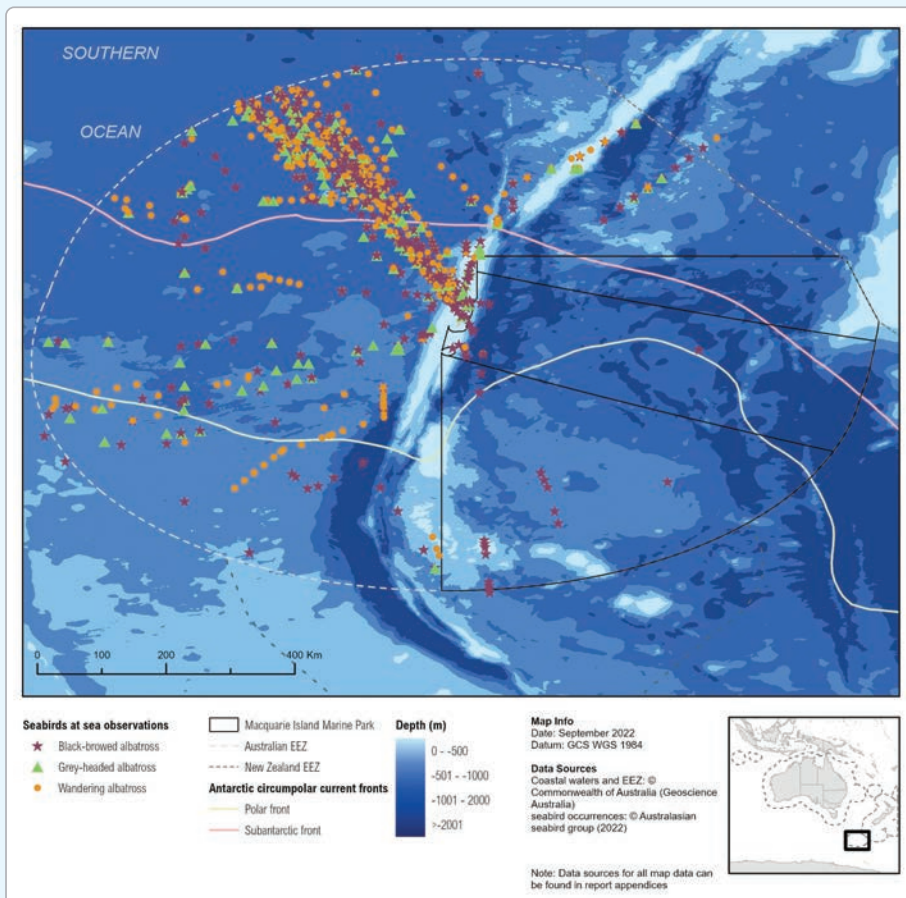 SOUTHERN
OCEAN
0 100 200 400 Km
Seabirds at sea observations
Black-browed albatross
Grey-headed albatross
Wandering albatross
Macquarie Island Marine Park
Australian EEZ
New Zealand EEZ
Antarctic circumpolar current fronts
Polar front
Subantarctic front
Depth (m)
0 - -500
-501 - -1000
-1001 - 2000
>-2001
Map Info
Date: September 2022
Datum: GCS WGS 1984
Data Sources
Coastal waters and EEZ: ©
Commonwealth of Australia (Geoscience
Australia)
seabird occurrences: © Australasian
seabird group (2022)
Note: Data sources for all map data can
be found in report appendices